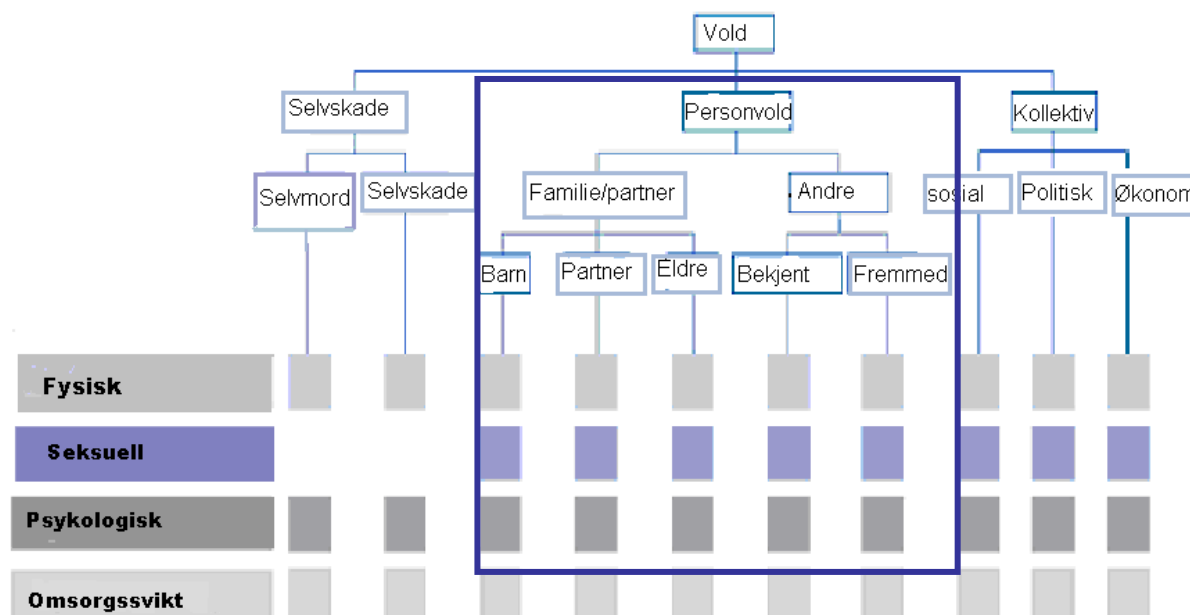 Vold
Selvskade
Personvold
Kollektiv
Selvmord
Selvskade
Familie/partner
Andre
sosial
Politisk
Økonom
Barn
Partner
Eldre
Bekjent
Fremmed
Fysisk
Seksuell
Psykologisk
Omsorgssvikt